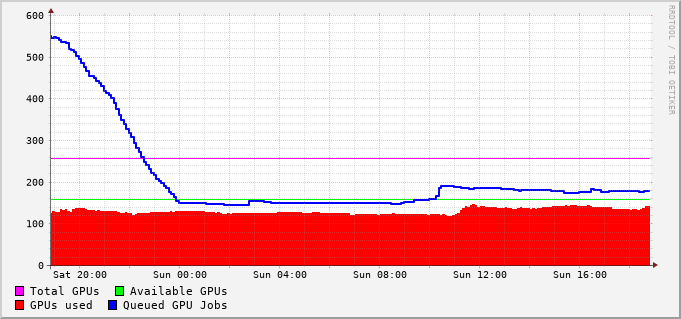 600
500
400
300
200
100
0
Sat 20:00 Sun 00:00 Sun 04:00 Sun 08:00 Sun 12:00 Sun 16:00
Total GPUs Available GPUs
GPUs used Queued GPU Jobs
RRDTOOL / TOBI OETIKER